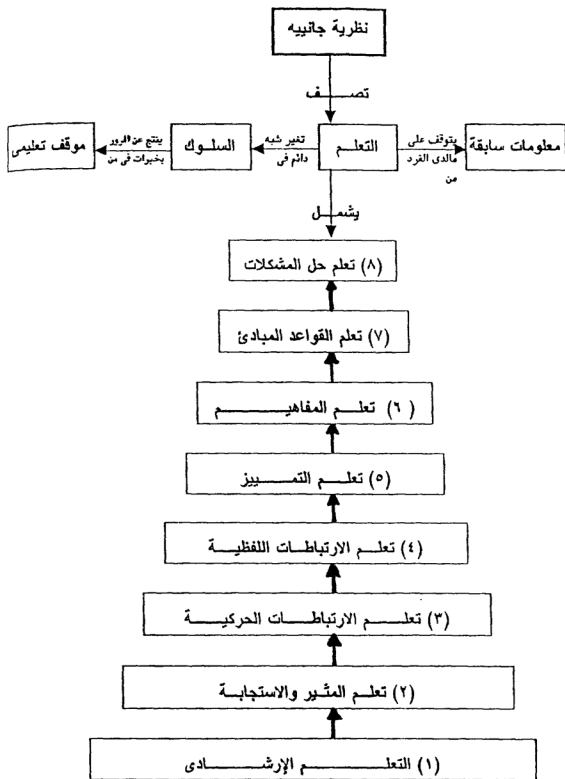 نظرية جانييه
تصف
معلومات سابقة
يتوقف على
مالدى الفرد
من
التعلم
تغير شبه
دائم فى
السلوك
ينتج عن المرور
بخبرات فى من
موقف تعليمى
يشمل
(٨) تعلم حل المشكلات
(٧) تعلم القواعد المبادئ
(٦) تعلم المفاهيم
(٥) تعلم التمييز
(٤) تعلم الارتباطات اللفظية
(٣) تعلم الارتباطات الحركية
(٢) تعلم المثير والاستجابة
(١) التعلم الإرشادى